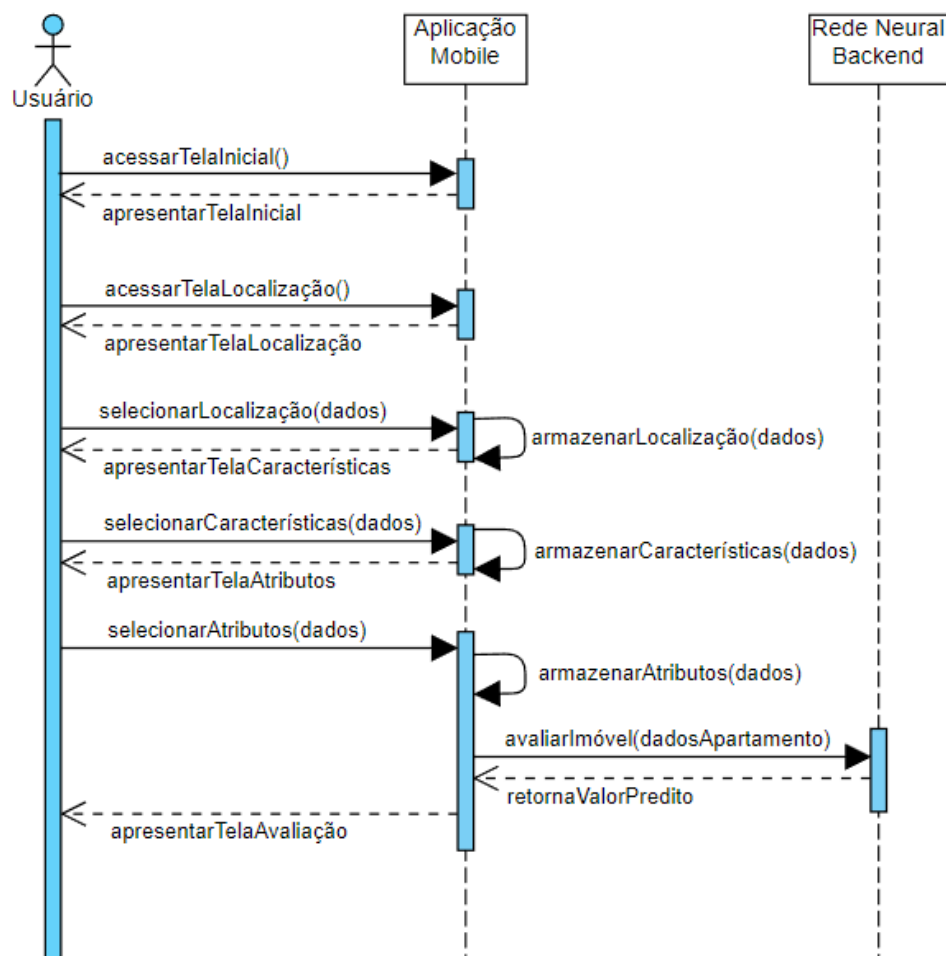 Usuário
Aplicação
Mobile
Rede Neural
Backend
acessarTelaInicial()
apresentarTelaInicial
acessarTelaLocalização()
apresentarTelaLocalização
selecionarLocalização(dados)
armazenarLocalização(dados)
apresentarTelaCaracterísticas
selecionarCaracterísticas(dados)
armazenarCaracterísticas(dados)
apresentarTelaAtributos
selecionarAtributos(dados)
armazenarAtributos(dados)
avaliarImóvel(dadosApartamento)
retornaValorPredito
apresentarTelaAvaliação